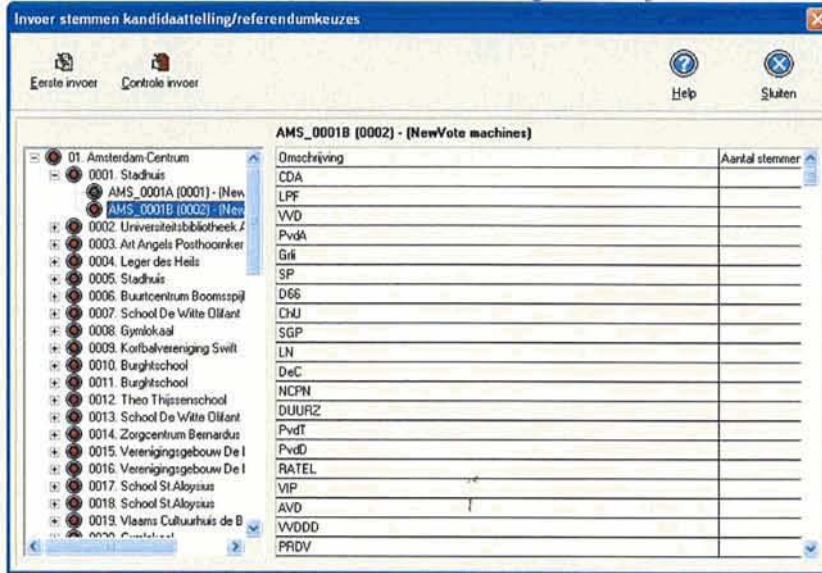 Invoer stemmen kandidaattelling/referendumkeuzes
Eerste invoer
Controle invoer
Help
Sluiten
AMS_0001B (0002) - (NewVote machines)
01. Amsterdam-Centrum
0001. Stadhuis
AMS_0001A (0001) - (New
AMS_0001B (0002) - (New
0002. Universiteitsbibliotheek A
0003. Art Angels Posthoornker
0004. Leger des Heils
0005. Stadhuis
0006. Buurtcentrum Boomsspijl
0007. School De Witte Olifant
0008. Gymlokaal
0009. Korfbalvereniging Swift
0010. Burghtschool
0011. Burghtschool
0012. Theo Thijssenschool
0013. School De Witte Olifant
0014. Zorgcentrum Bernardus
0015. Verenigingsgebouw De
0016. Verenigingsgebouw De
0017. School St.Aloysius
0018. School St.Aloysius
0019. Vlaams Cultuurhuis de B
Omschrijving
Aantal stemmer
CDA
LPF
VVD
PvdA
Grli
SP
D66
ChU
SGP
LN
DeC
NCPN
DUURZ
PvdT
PvdD
RATEL
VIP
AVD
VVDDD
PRDV